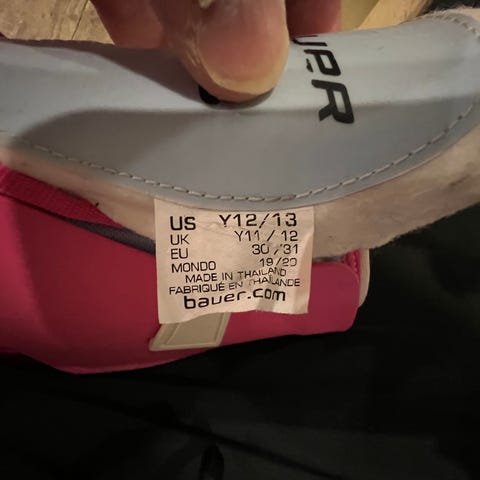 US Y12/13
UK Y11/12
EU 30/31
MONDO 19/20
MADE IN THAILAND
FABRIQUÉ EN THAÏLANDE
bauer.com